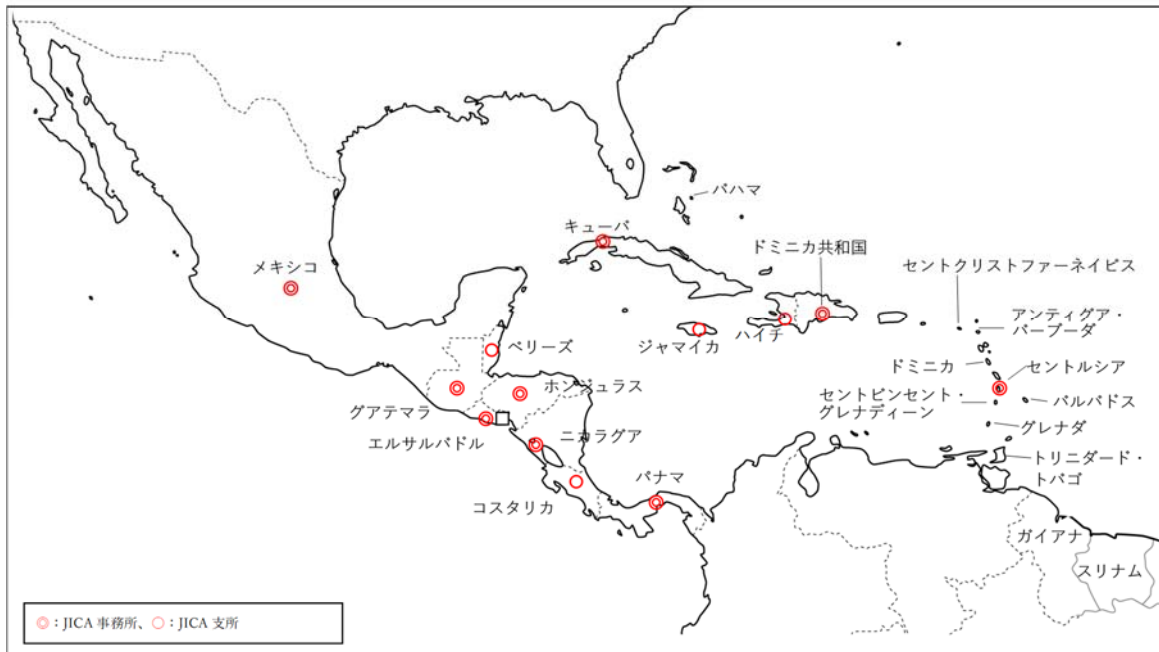 バハマ
キューバ
ドミニカ共和国
セントクリストファーネイビス
メキシコ
アンティグア・
バーブーダ
ベリーズ
ジャマイカ
ハイチ
ドミニカ
セントルシア
グアテマラ
ホンジュラス
セントビンセント・
グレナディーン
バルバドス
エルサルバドル
ニカラグア
グレナダ
トリニダード・
トバゴ
コスタリカ
パナマ
ガイアナ
スリナム
◎：JICA 事務所、○：JICA 支所